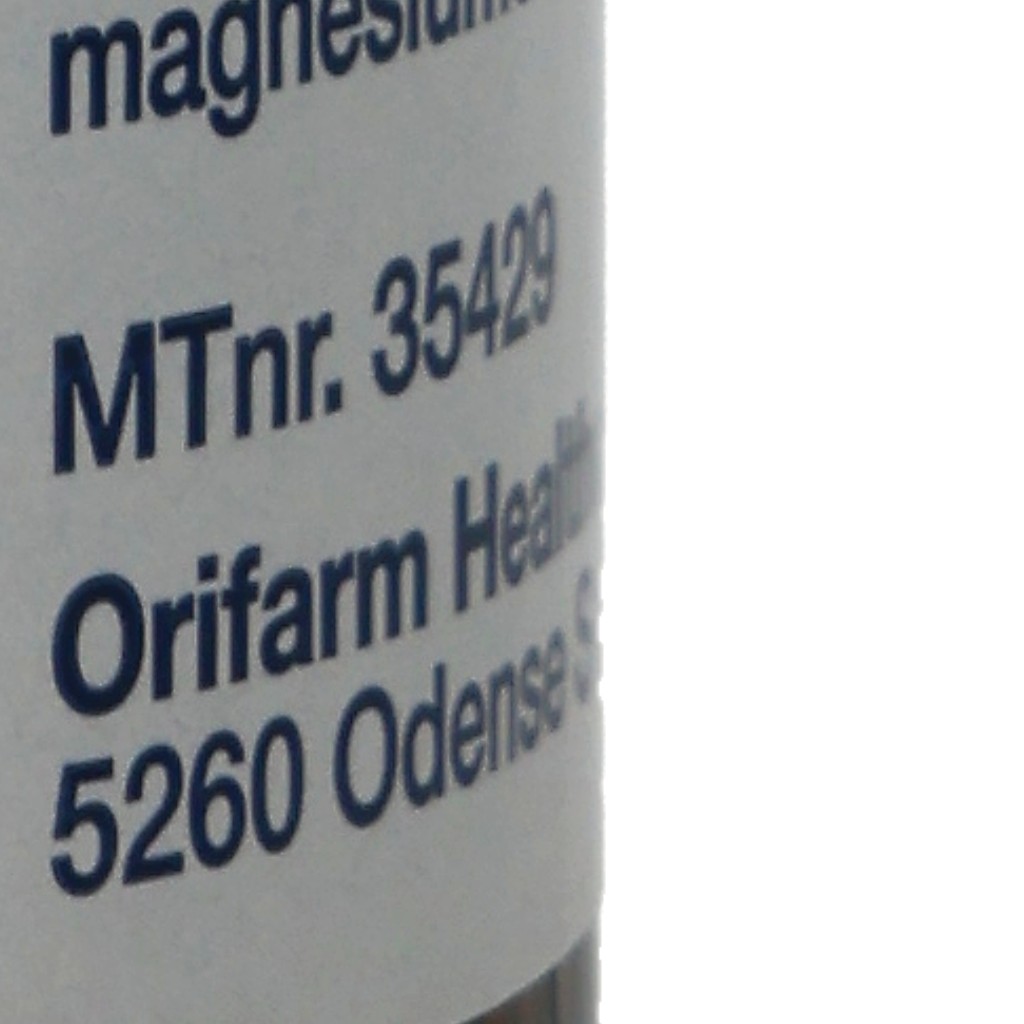 MTnr. 35429
Orifarm
5260 Odense